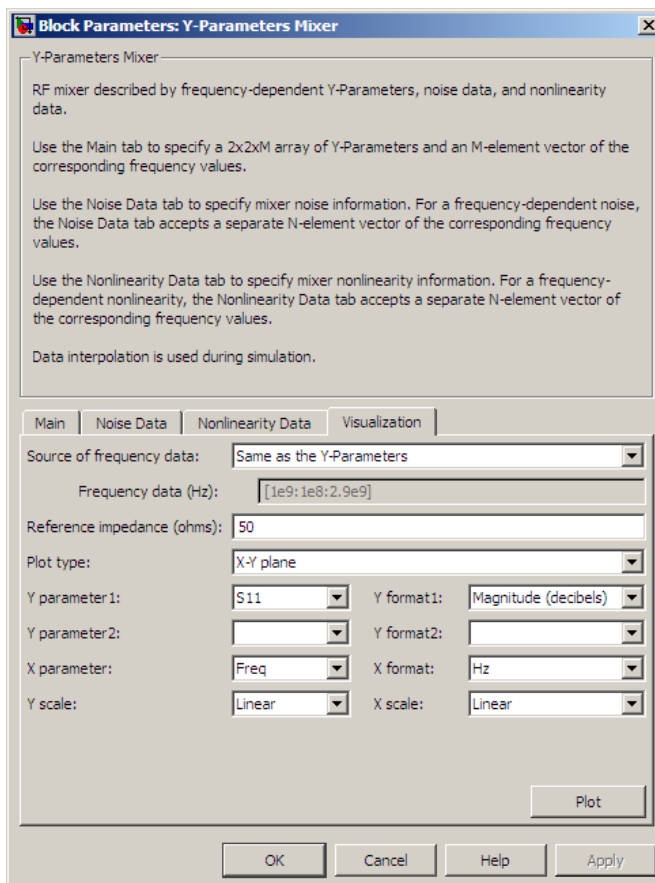 Block Parameters: Y-Parameters Mixer
Y-Parameters Mixer
RF mixer described by frequency-dependent Y-Parameters, noise data, and nonlinearity
data.
Use the Main tab to specify a 2x2xM array of Y-Parameters and an M-element vector of the
corresponding frequency values.
Use the Noise Data tab to specify mixer noise information. For a frequency-dependent noise,
the Noise Data tab accepts a separate N-element vector of the corresponding frequency
values.
Use the Nonlinearity Data tab to specify mixer nonlinearity information. For a frequency-
dependent nonlinearity, the Nonlinearity Data tab accepts a separate N-element vector of
the corresponding frequency values.
Data interpolation is used during simulation.
Main Noise Data Nonlinearity Data Visualization
Source of frequency data: Same as the Y-Parameters
Frequency data (Hz): [1e9:1e8:2.9e9]
Reference impedance (ohms): 50
Plot type: X-Y plane
Y parameter1: S11 Y format1: Magnitude (decibels)
Y parameter2: Y format2:
X parameter: Freq X format: Hz
Y scale: Linear X scale: Linear
Plot
OK Cancel Help Apply